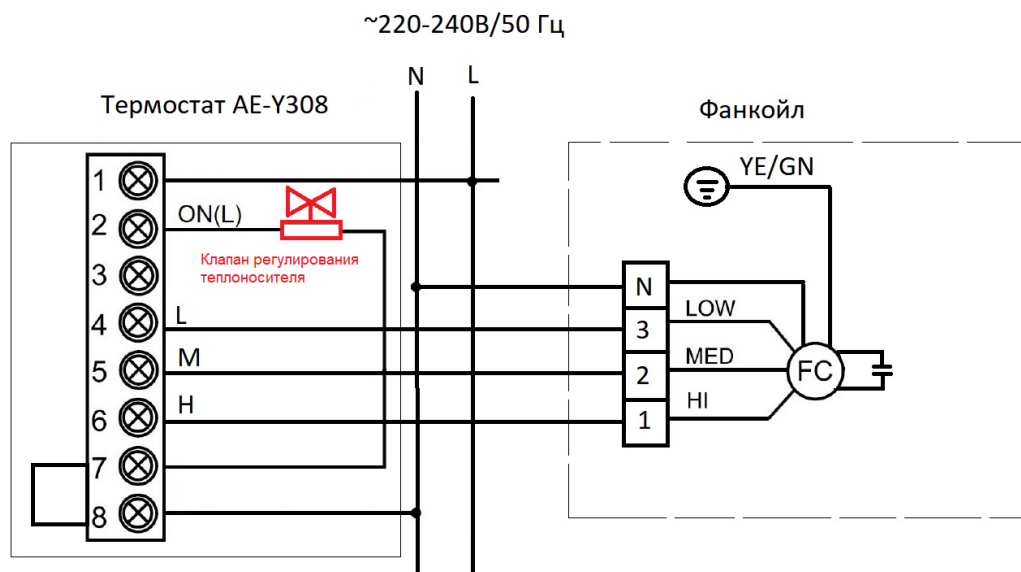 ~220-240В/50 Гц
N L
Термостат AE-Y308
Фанкойл
1
YE/GN
2 ON(L)
Клапан регулирования
теплоносителя
3
N
4 L
3 LOW
5 M
2 MED
FC
6 H
1 HI
7
8